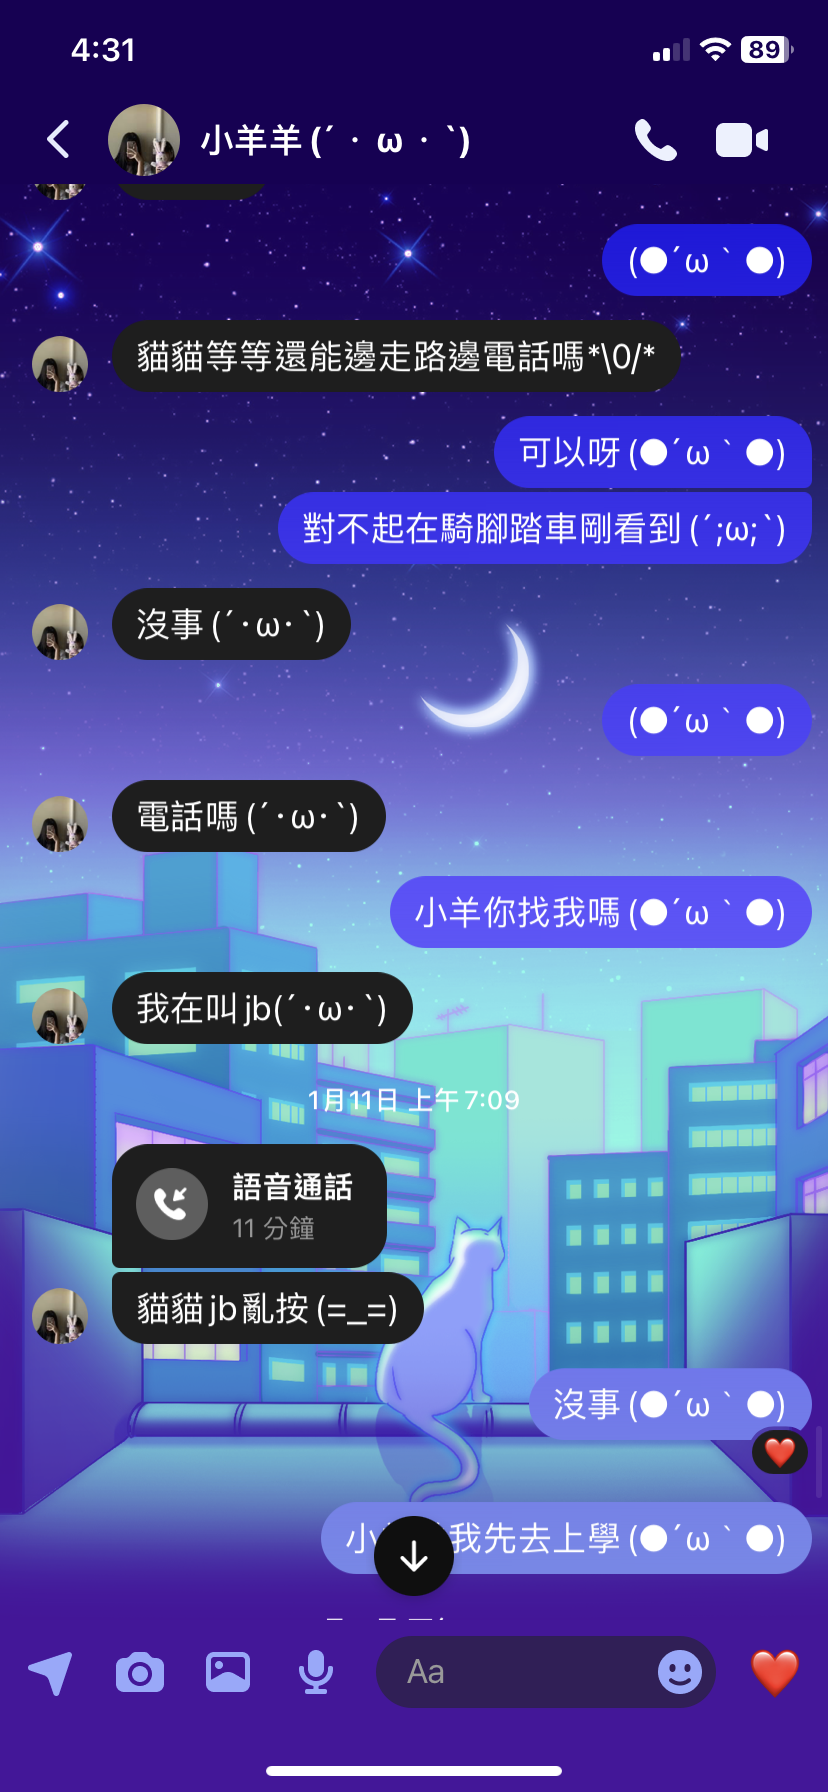 4:31
89
小羊羊 (´・ω・`)
(●´ω｀●)
貓貓等等還能邊走路邊電話嗎*\0/*
可以呀 (●´ω｀●)
對不起在騎腳踏車剛看到 (´;ω;`)
沒事 (´･ω･`)
(●´ω｀●)
電話嗎 (´･ω･`)
小羊你找我嗎 (●´ω｀●)
我在叫jb(´･ω･`)
1月11日 上午 7:09
語音通話
11 分鐘
貓貓jb亂按 (=_=)
沒事 (●´ω｀●)
小 我先去上學 (●´ω｀●)
Aa